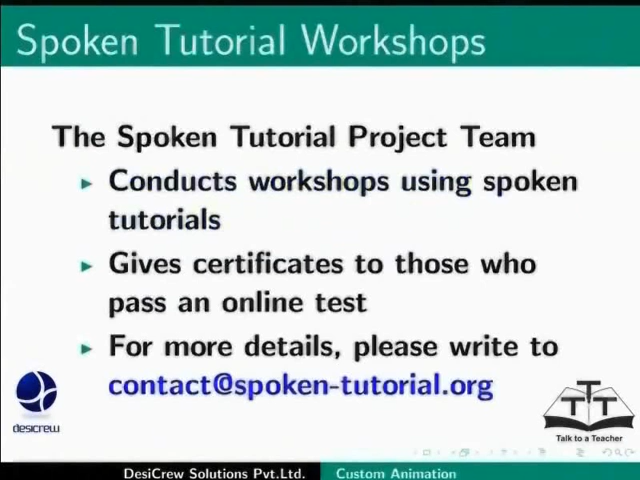 Spoken Tutorial Workshops
The Spoken Tutorial Project Team
Conducts workshops using spoken
tutorials
Gives certificates to those who
pass an online test
For more details, please write to
contact@spoken-tutorial.org
desicrew
TTT
Talk to a Teacher
DesiCrew Solutions Pvt.Ltd. Custom Animation